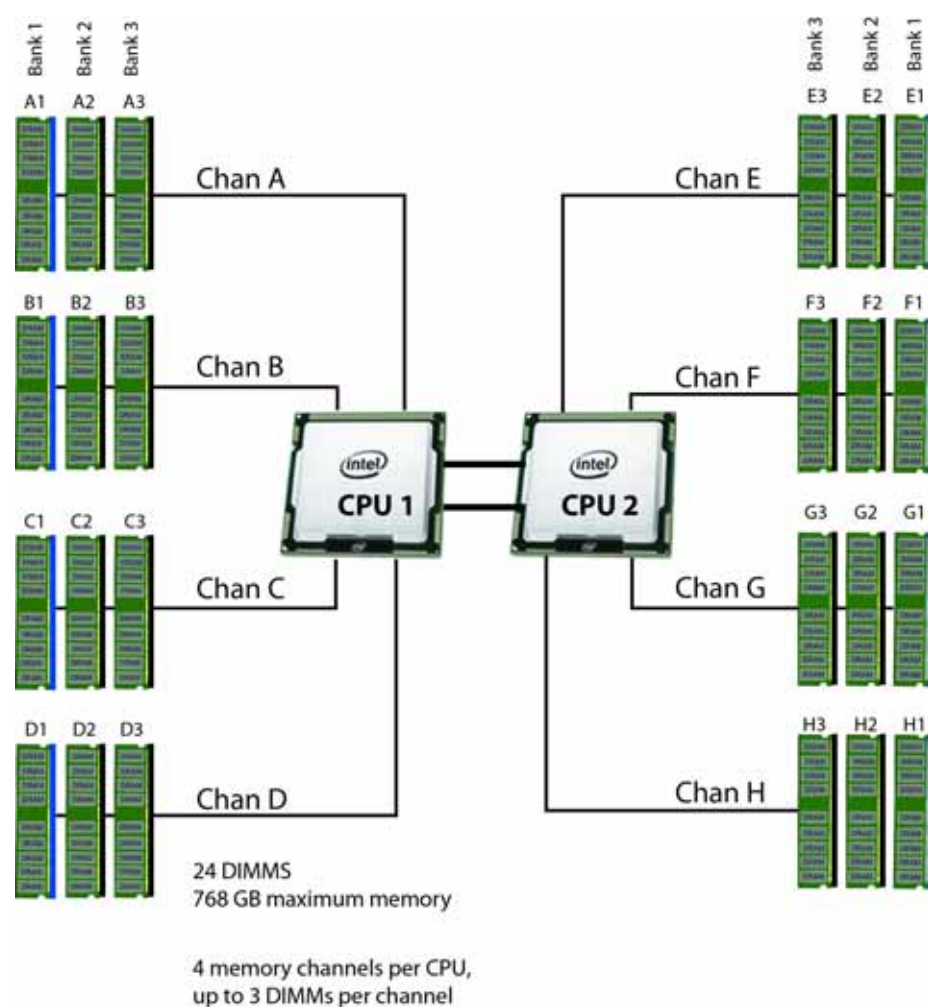 Bank 1
Bank 2
Bank 3
Bank 3
Bank 2
Bank 1
A1 A2 A3
E3 E2 E1
Chan A
Chan E
B1 B2 B3
F3 F2 F1
Chan B
Chan F
intel
CPU 1
intel
CPU 2
C1 C2 C3
G3 G2 G1
Chan C
Chan G
D1 D2 D3
H3 H2 H1
Chan D
Chan H
24 DIMMS
768 GB maximum memory
4 memory channels per CPU,
up to 3 DIMMs per channel